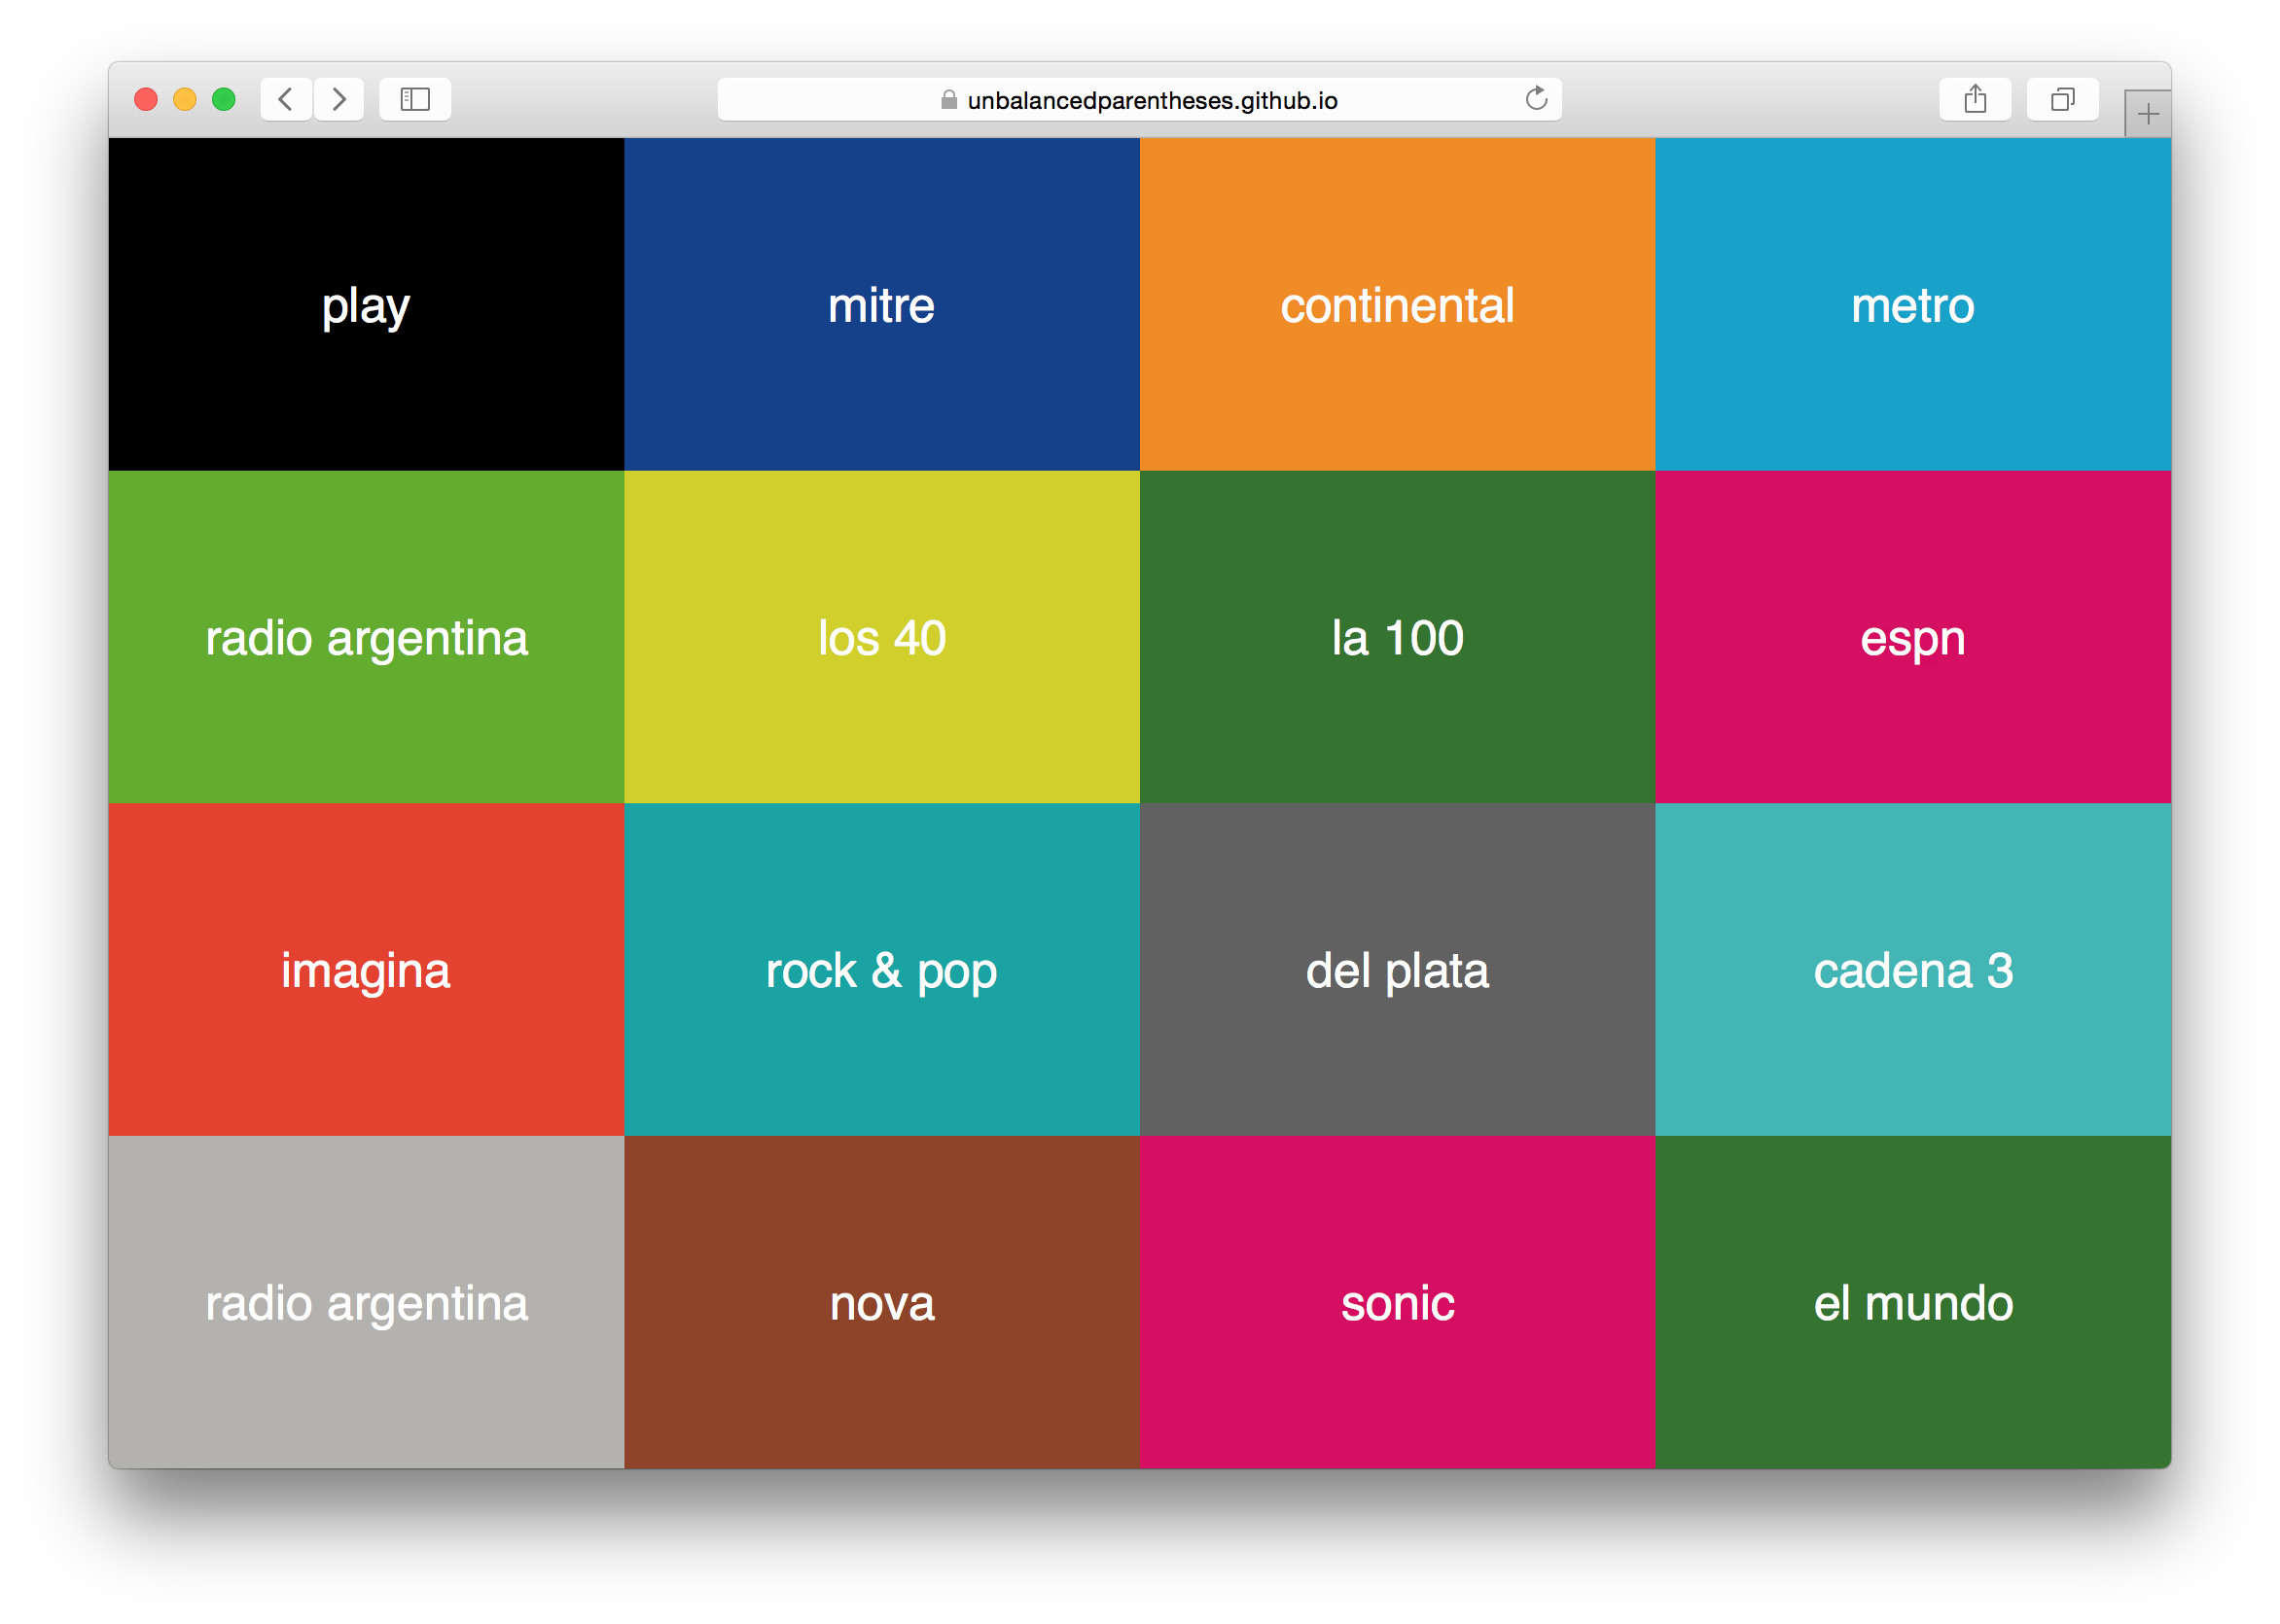 unbalancedparentheses.github.io
play
mitre
continental
metro
radio argentina
los 40
la 100
espn
imagina
rock & pop
del plata
cadena 3
radio argentina
nova
sonic
el mundo